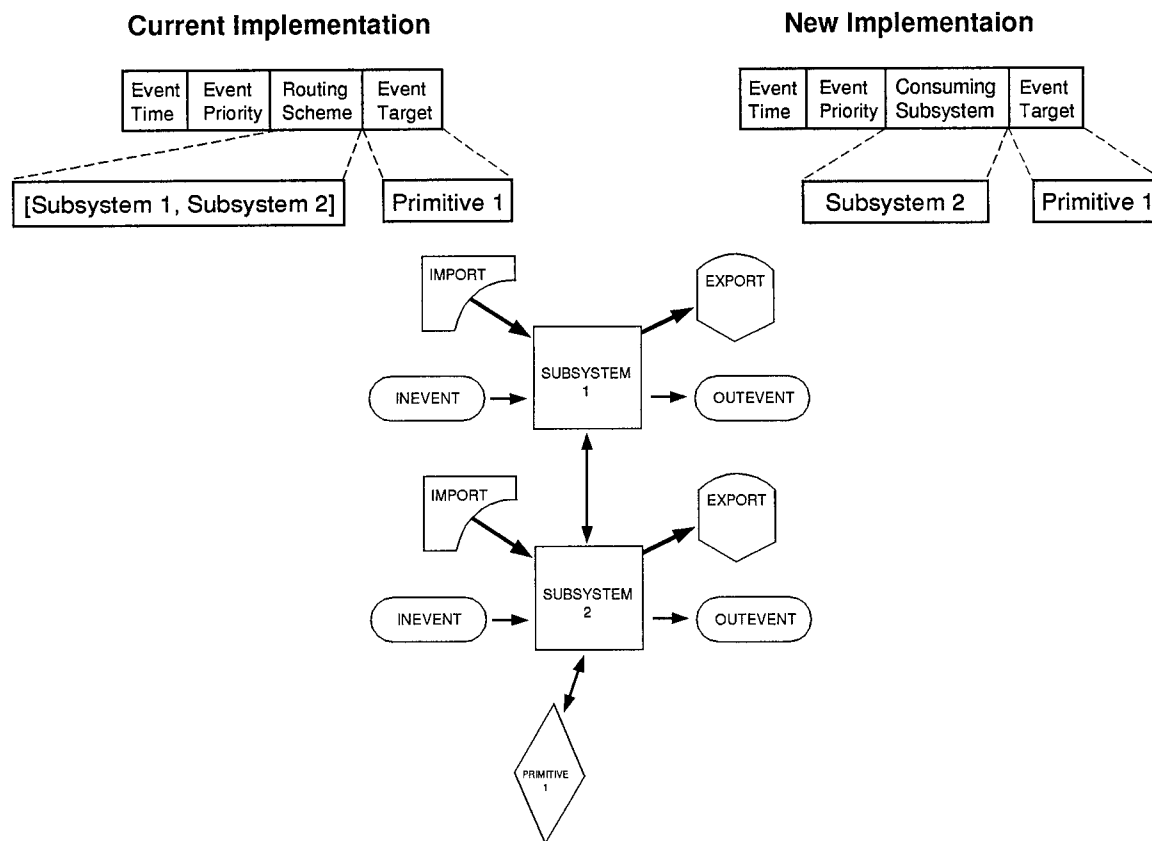 Current Implementation
New Implementaion
Event Time
Event Priority
Routing Scheme
Event Target
Event Time
Event Priority
Consuming Subsystem
Event Target
[Subsystem 1, Subsystem 2]
Primitive 1
Subsystem 2
Primitive 1
IMPORT
EXPORT
SUBSYSTEM
1
INEVENT
OUTEVENT
IMPORT
EXPORT
SUBSYSTEM
2
INEVENT
OUTEVENT
PRIMITIVE
1